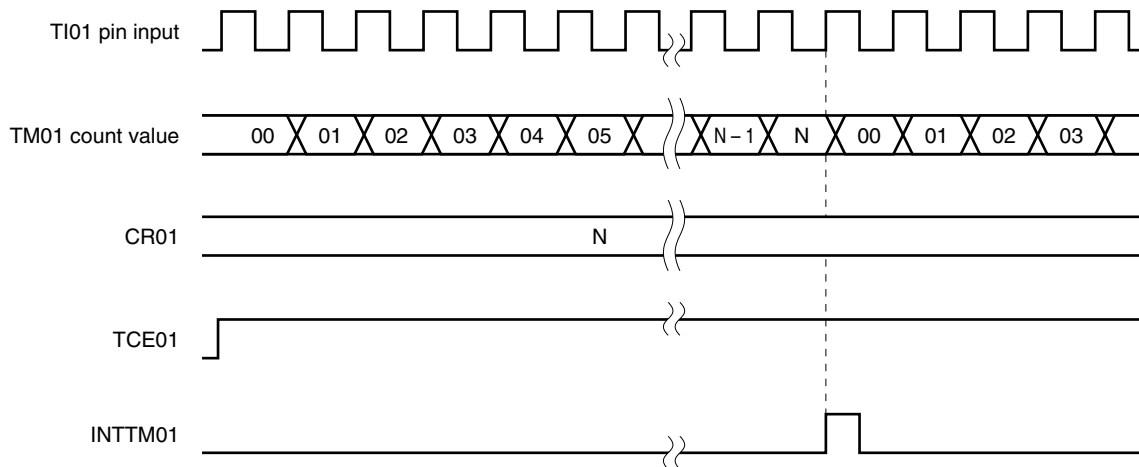 TI01 pin input
TM01 count value 00 01 02 03 04 05 N – 1 N 00 01 02 03
CR01 N
TCE01
INTTM01